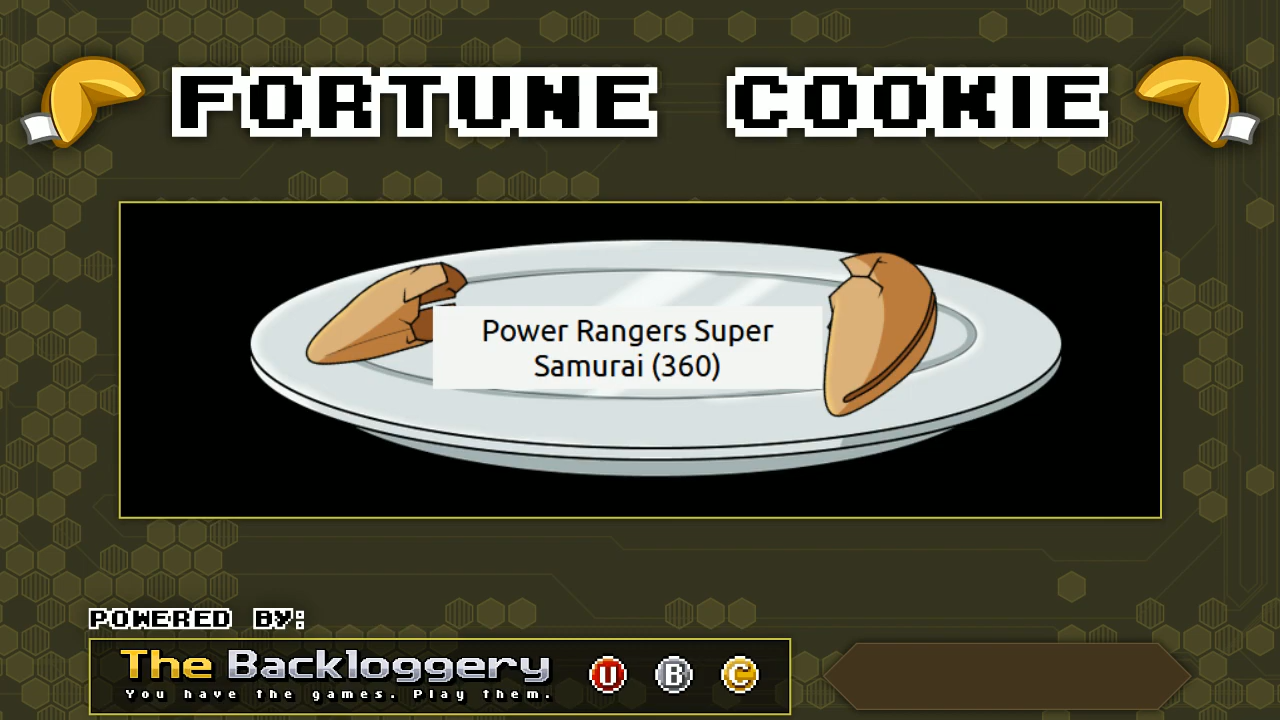 FORTUNE COOKIE
Power Rangers Super
Samurai (360)
POWERED BY:
The Backloggery
You have the games. Play them.
U B C